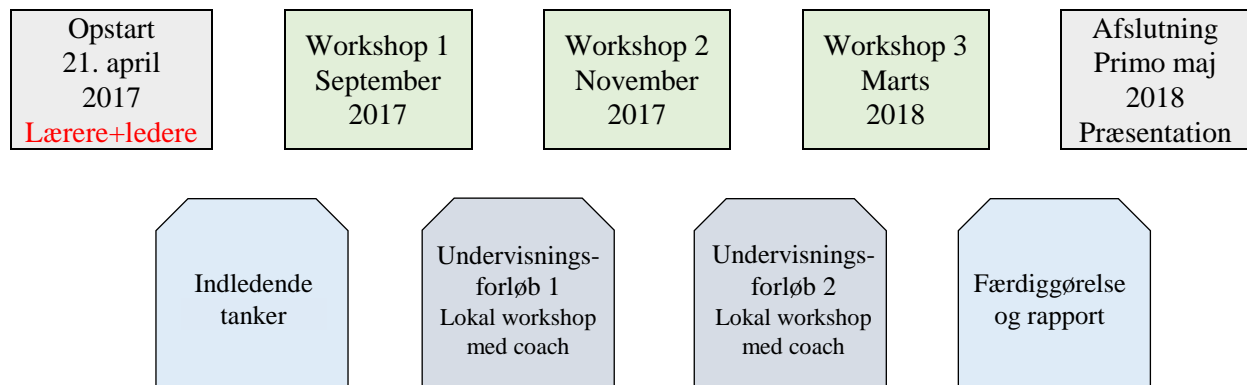 Opstart
21. april
2017
Lærere+ledere
Workshop 1
September
2017
Workshop 2
November
2017
Workshop 3
Marts
2018
Afslutning
Primo maj
2018
Præsentation
Indledende
tanker
Undervisnings-
forløb 1
Lokal workshop
med coach
Undervisnings-
forløb 2
Lokal workshop
med coach
Færdiggørelse
og rapport